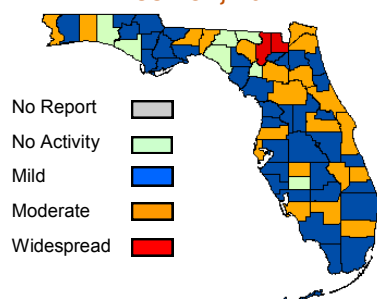 No Report
No Activity
Mild
Moderate
Widespread